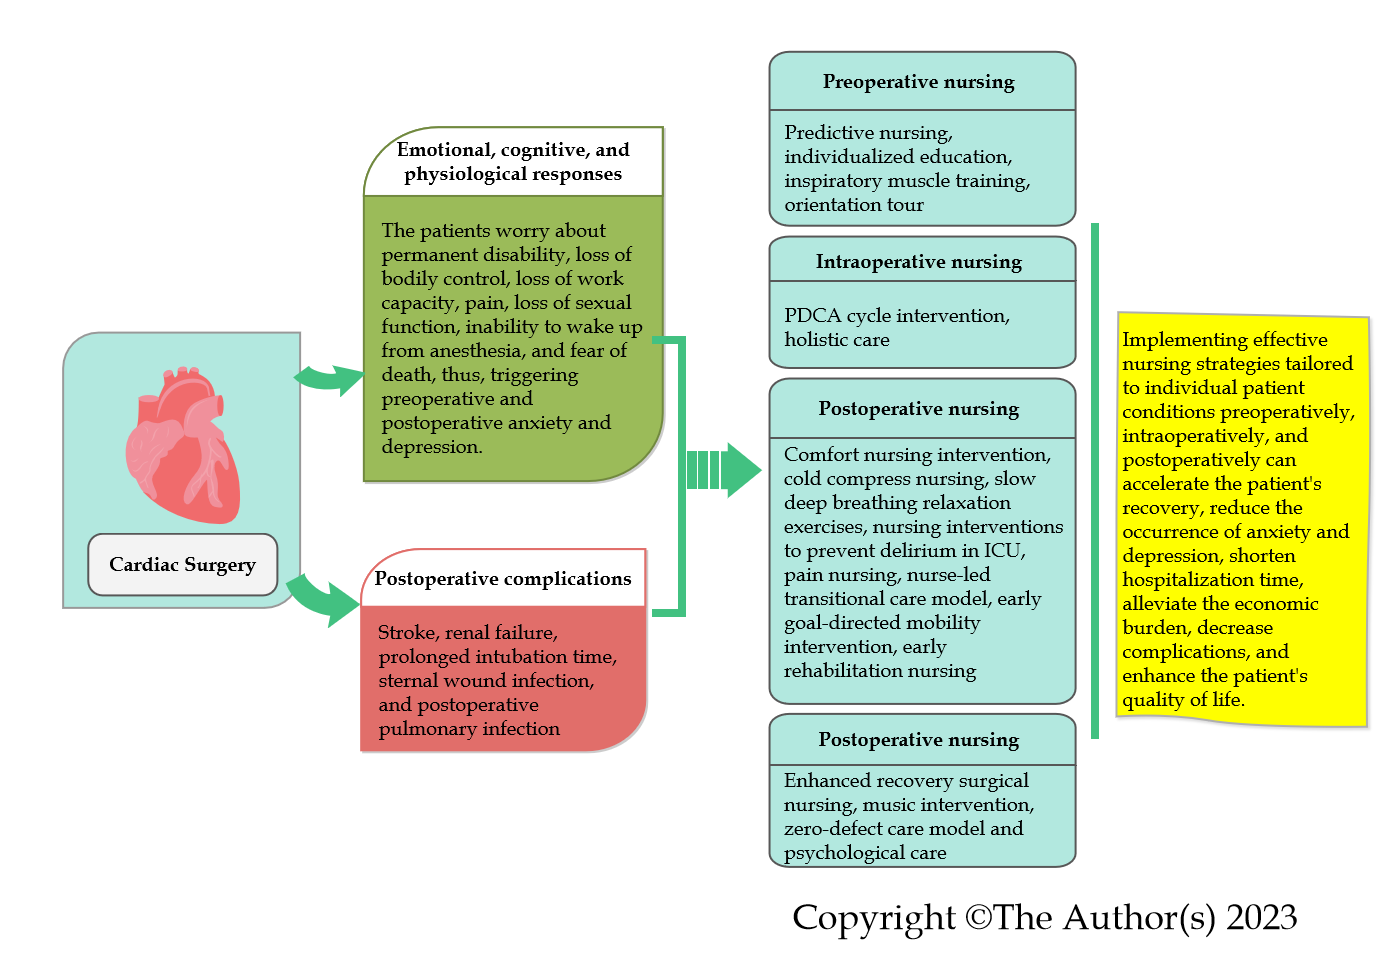 Cardiac Surgery
Emotional, cognitive, and
physiological responses
The patients worry about
permanent disability, loss of
bodily control, loss of work
capacity, pain, loss of sexual
function, inability to wake up
from anesthesia, and fear of
death, thus, triggering
preoperative and
postoperative anxiety and
depression.
Postoperative complications
Stroke, renal failure,
prolonged intubation time,
sternal wound infection,
and postoperative
pulmonary infection
Preoperative nursing
Predictive nursing,
individualized education,
inspiratory muscle training,
orientation tour
Intraoperative nursing
PDCA cycle intervention,
holistic care
Postoperative nursing
Comfort nursing intervention,
cold compress nursing, slow
deep breathing relaxation
exercises, nursing interventions
to prevent delirium in ICU,
pain nursing, nurse-led
transitional care model, early
goal-directed mobility
intervention, early
rehabilitation nursing
Postoperative nursing
Enhanced recovery surgical
nursing, music intervention,
zero-defect care model and
psychological care
Implementing effective
nursing strategies tailored
to individual patient
conditions preoperatively,
intraoperatively, and
postoperatively can
accelerate the patient's
recovery, reduce the
occurrence of anxiety and
depression, shorten
hospitalization time,
alleviate the economic
burden, decrease
complications, and
enhance the patient's
quality of life.
Copyright ©The Author(s) 2023